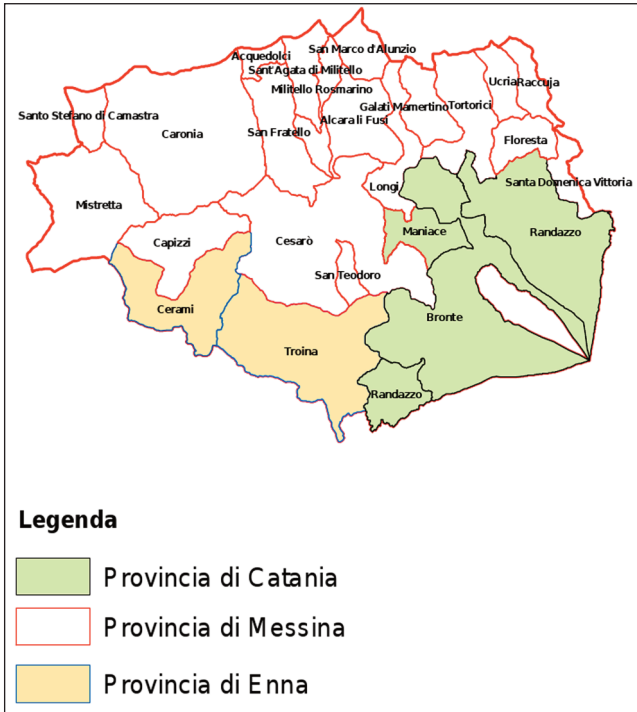 San Marco d'Alunzio
Acquedolci
Sant'Agata di Militello
Ucria
Raccuja
Militello Rosmarino
Galati Mamertino
Tortorici
Santo Stefano di Camastra
Alcara li Fusi
Caronia
San Fratello
Floresta
Longi
Santa Domenica Vittoria
Mistretta
Maniace
Randazzo
Capizzi
Cesarò
San Teodoro
Cerami
Bronte
Troina
Randazzo
Legenda
Provincia di Catania
Provincia di Messina
Provincia di Enna